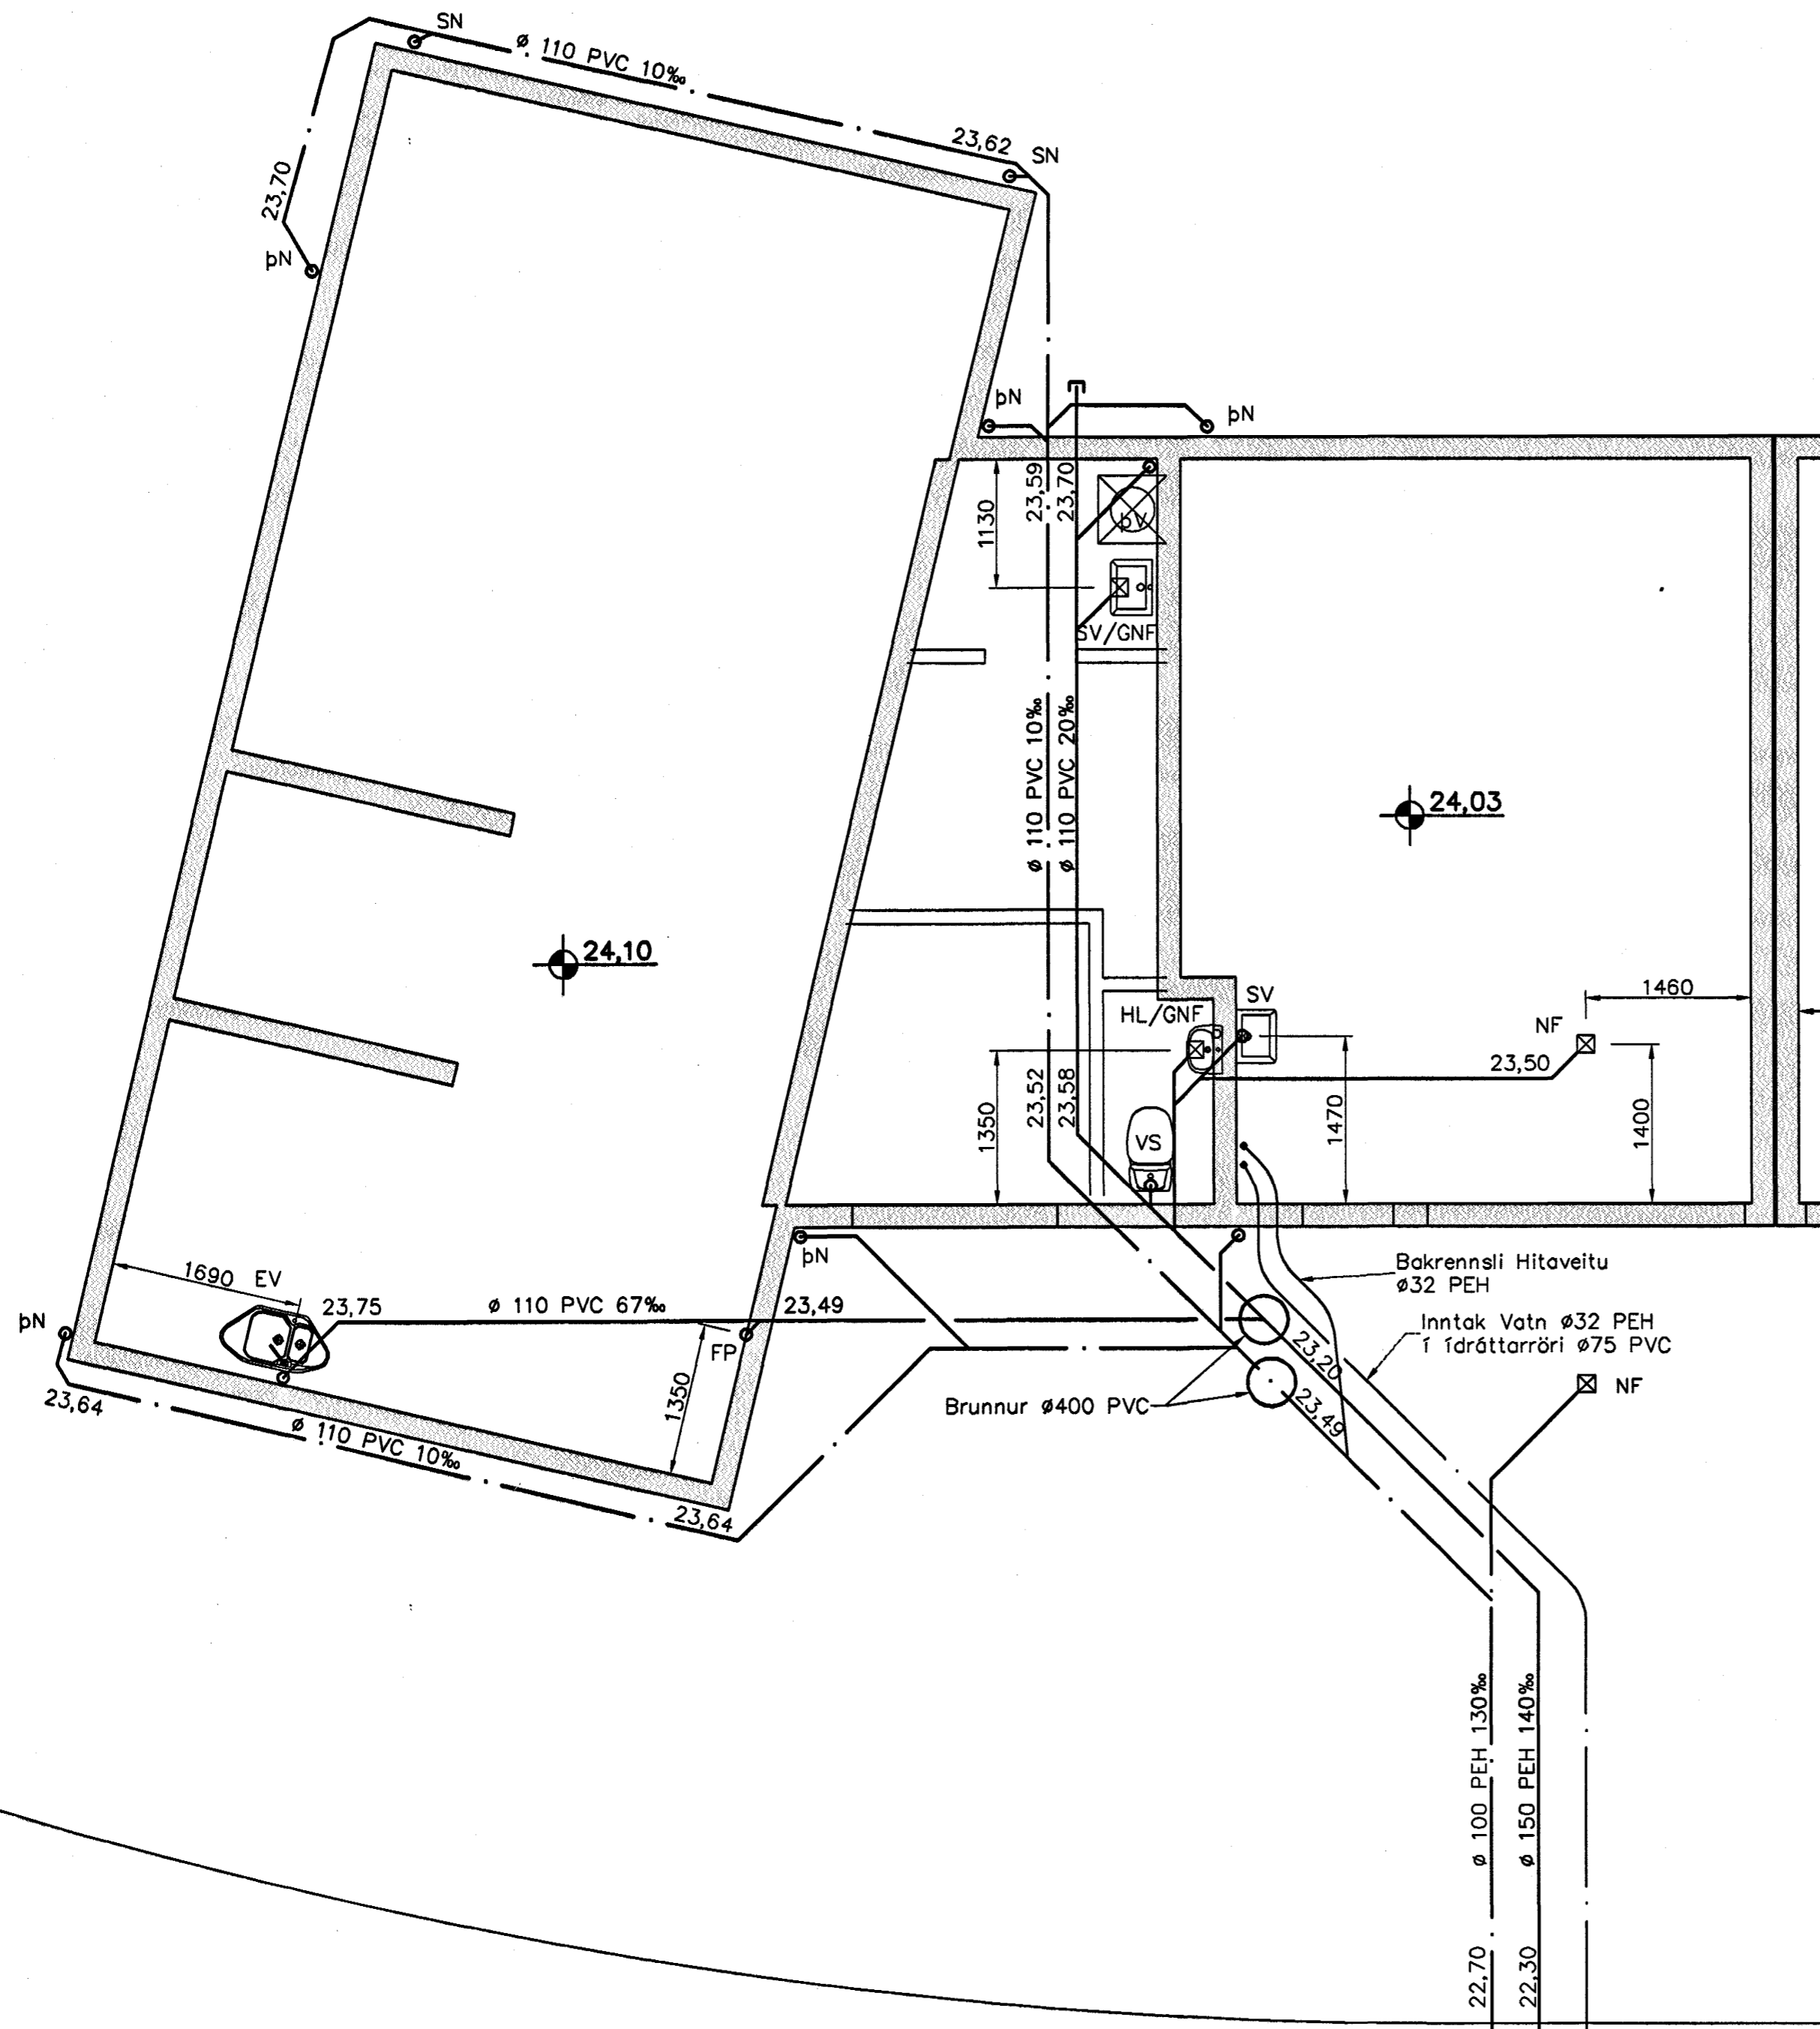 SN
ø 110 PVC 10‰
23,62
SN
23,70
þN
þN
þN
23,59
23,70
1130
þV
SV/GNF
ø 110 PVC 10‰
ø 110 PVC 20‰
24,03
24,10
1460
SV
HL/GNF
NF
23,50
23,52
23,58
1350
VS
1470
1400
þN
Bakrennsli Hitaveitu
ø32 PEH
1690
EV
23,75
ø 110 PVC 67‰
23,49
þN
FP
Inntak Vatn ø32 PEH
í ídráttarröri ø75 PVC
23,20
1350
NF
23,64
Brunnur ø400 PVC
23,49
ø 110 PVC 10‰
23,64
ø 100 PEH 130‰
ø 150 PEH 140‰
22,70
22,30